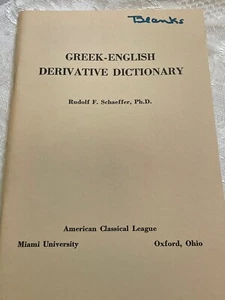 Blanks
GREEK-ENGLISH
DERIVATIVE DICTIONARY
Rudolf F. Schaeffer, Ph.D.
American Classical League
Miami University Oxford, Ohio